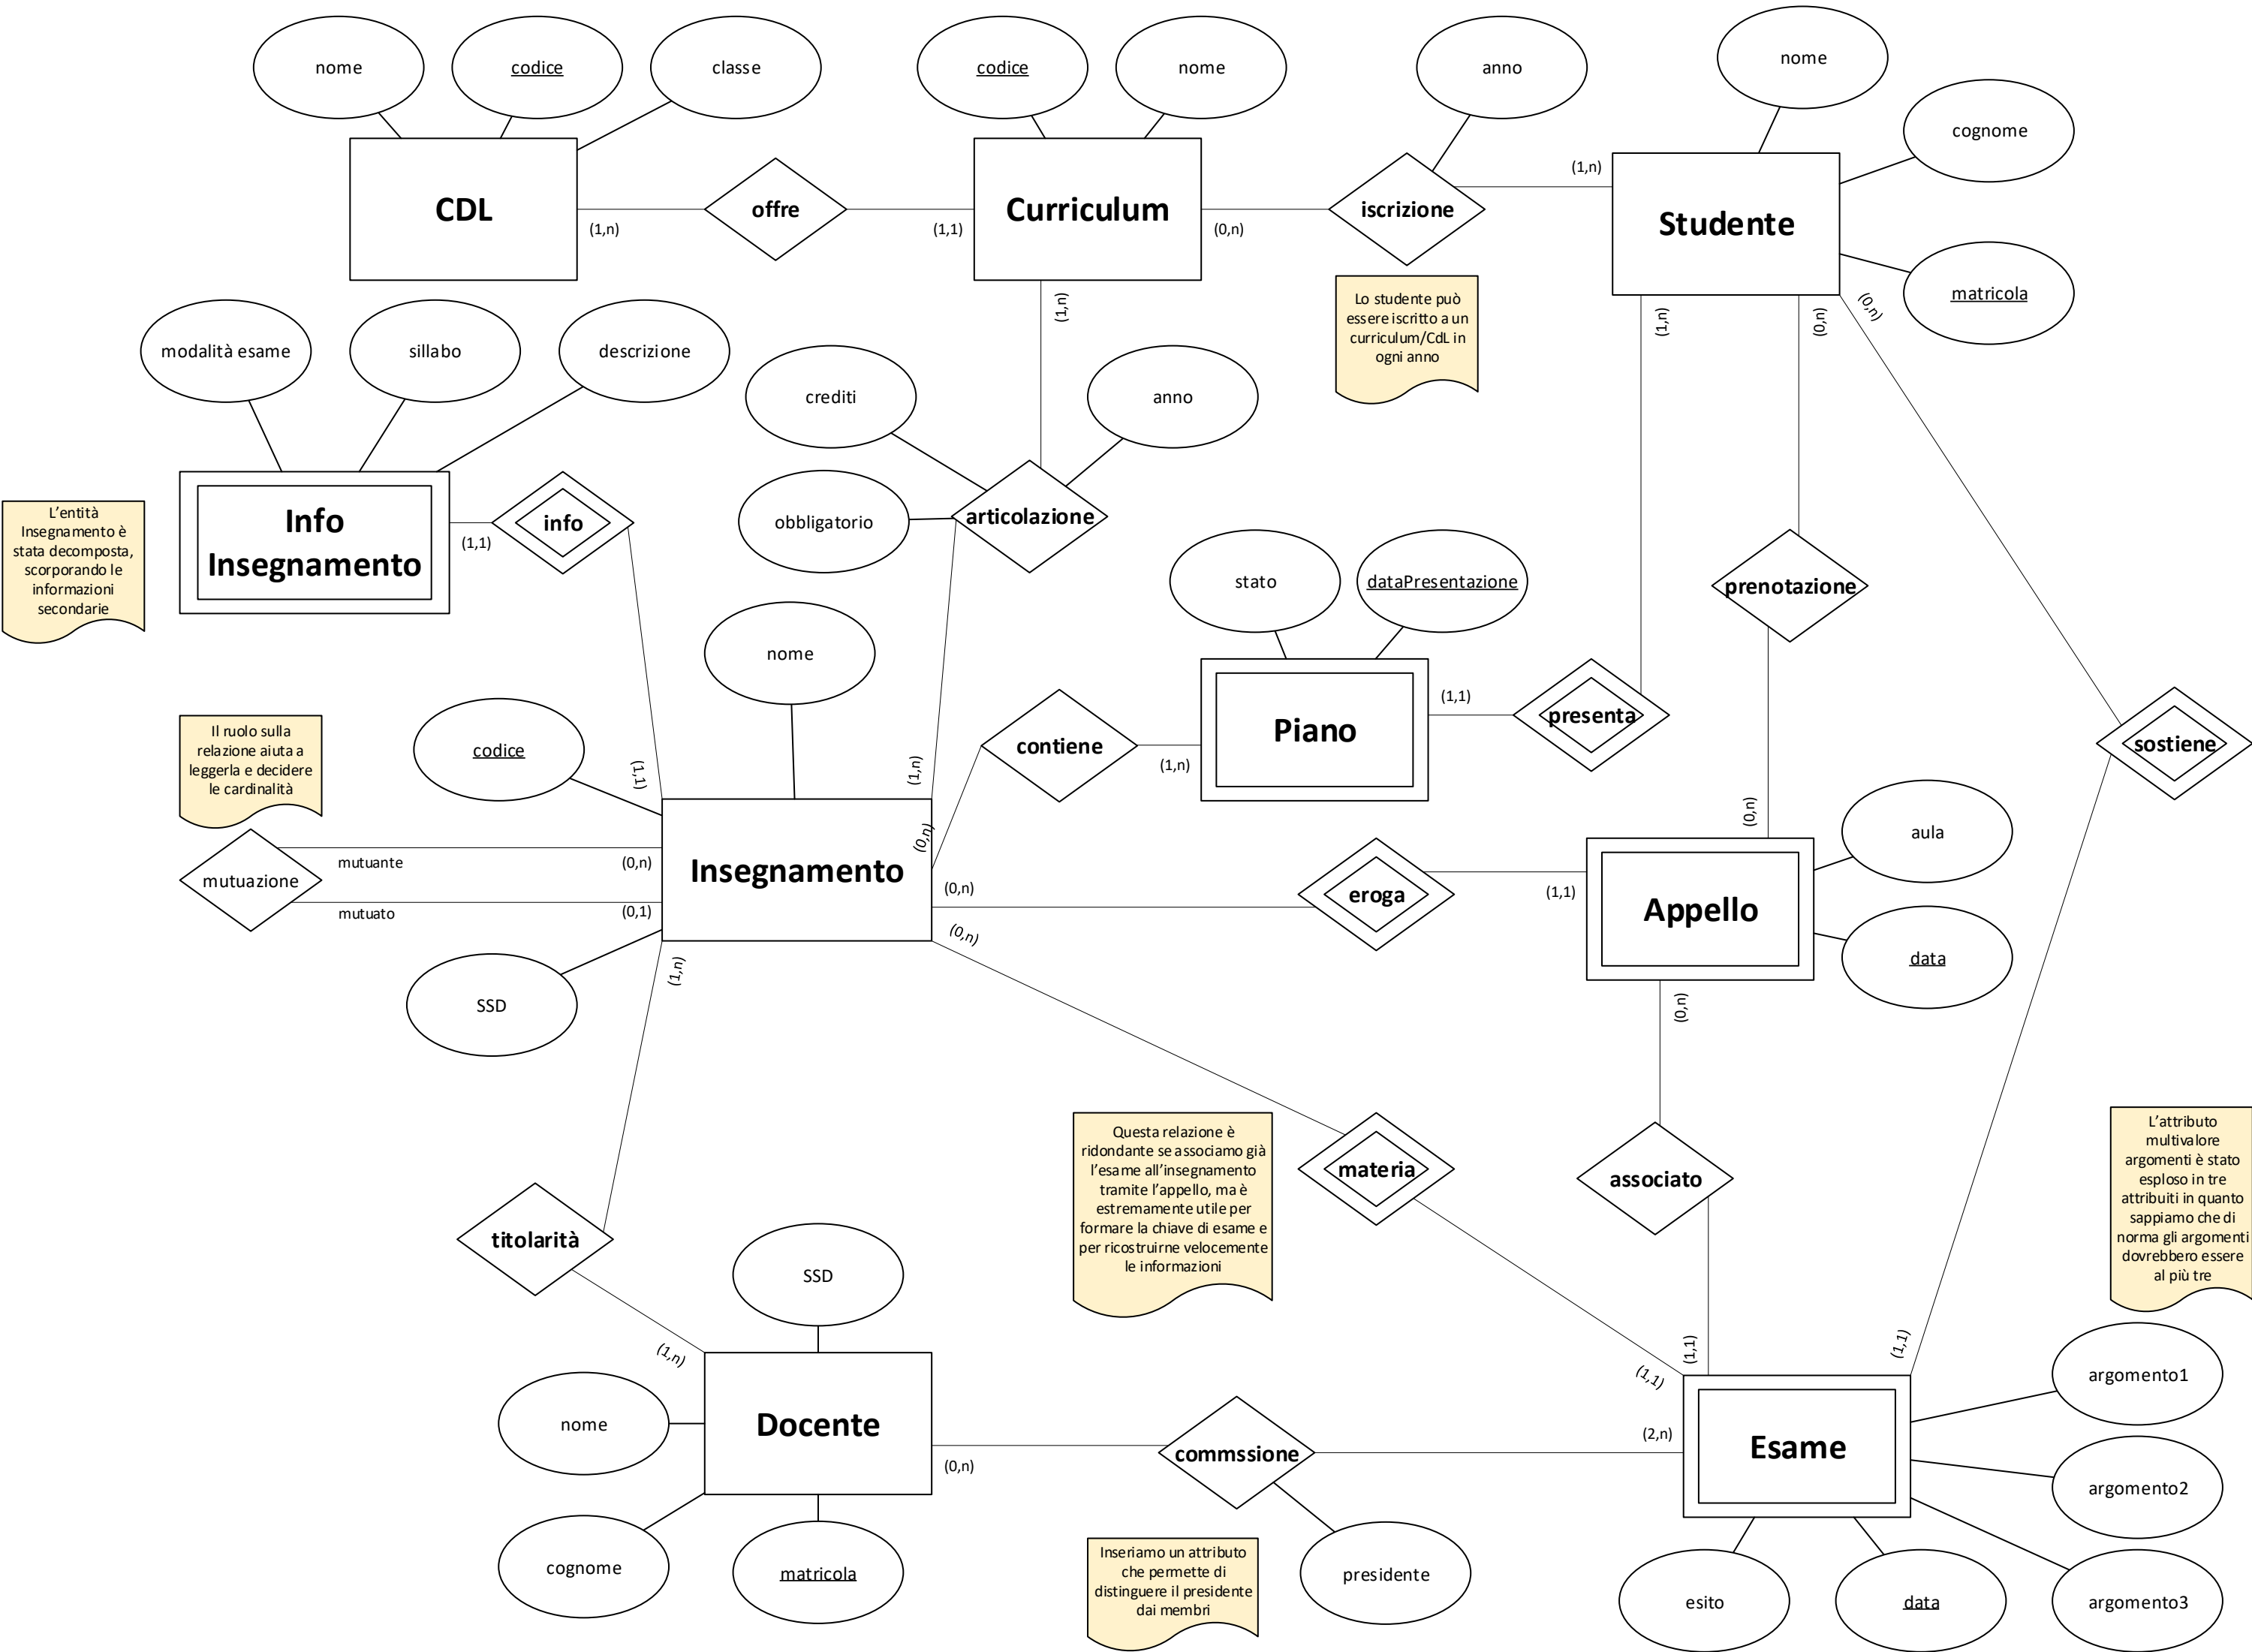 nome
codice
classe
codice
nome
anno
nome
cognome
matricola
CDL
(1,n)
offre
(1,1)
Curriculum
(0,n)
iscrizione
(1,n)
Studente
Lo studente può
essere iscritto a un
curriculum/CdL in
ogni anno
(1,n)
(1,n)
(0,n)
(0,n)
modalità esame
sillabo
descrizione
crediti
anno
obbligatorio
articolazione
L'entità
Insegnamento è
stata decomposta,
scorporando le
informazioni
secondarie
Info
Insegnamento
(1,1)
info
stato
dataPresentazione
prenotazione
nome
Piano
(1,1)
presenta
sostiene
contiene
(1,n)
Il ruolo sulla
relazione aiuta a
leggerla e decidere
le cardinalità
codice
(1,1)
(1,n)
(0,n)
(0,n)
aula
mutuazione
mutuante
(0,n)
mutuato
(0,1)
Insegnamento
(0,n)
eroga
(1,1)
Appello
data
(0,n)
SSD
(1,n)
(0,n)
Questa relazione è
ridondante se associamo già
l'esame all'insegnamento
tramite l'appello, ma è
estremamente utile per
formare la chiave di esame e
per ricostruirne velocemente
le informazioni
materia
associato
L'attributo
multivalore
argomenti è stato
esploso in tre
attribuiti in quanto
sappiamo che di
norma gli argomenti
dovrebbero essere
al più tre
titolarità
SSD
(1,n)
(1,1)
(1,1)
(1,1)
argomento1
nome
Docente
(0,n)
commssione
(2,n)
Esame
argomento2
cognome
matricola
Inseriamo un attributo
che permette di
distinguere il presidente
dai membri
presidente
esito
data
argomento3